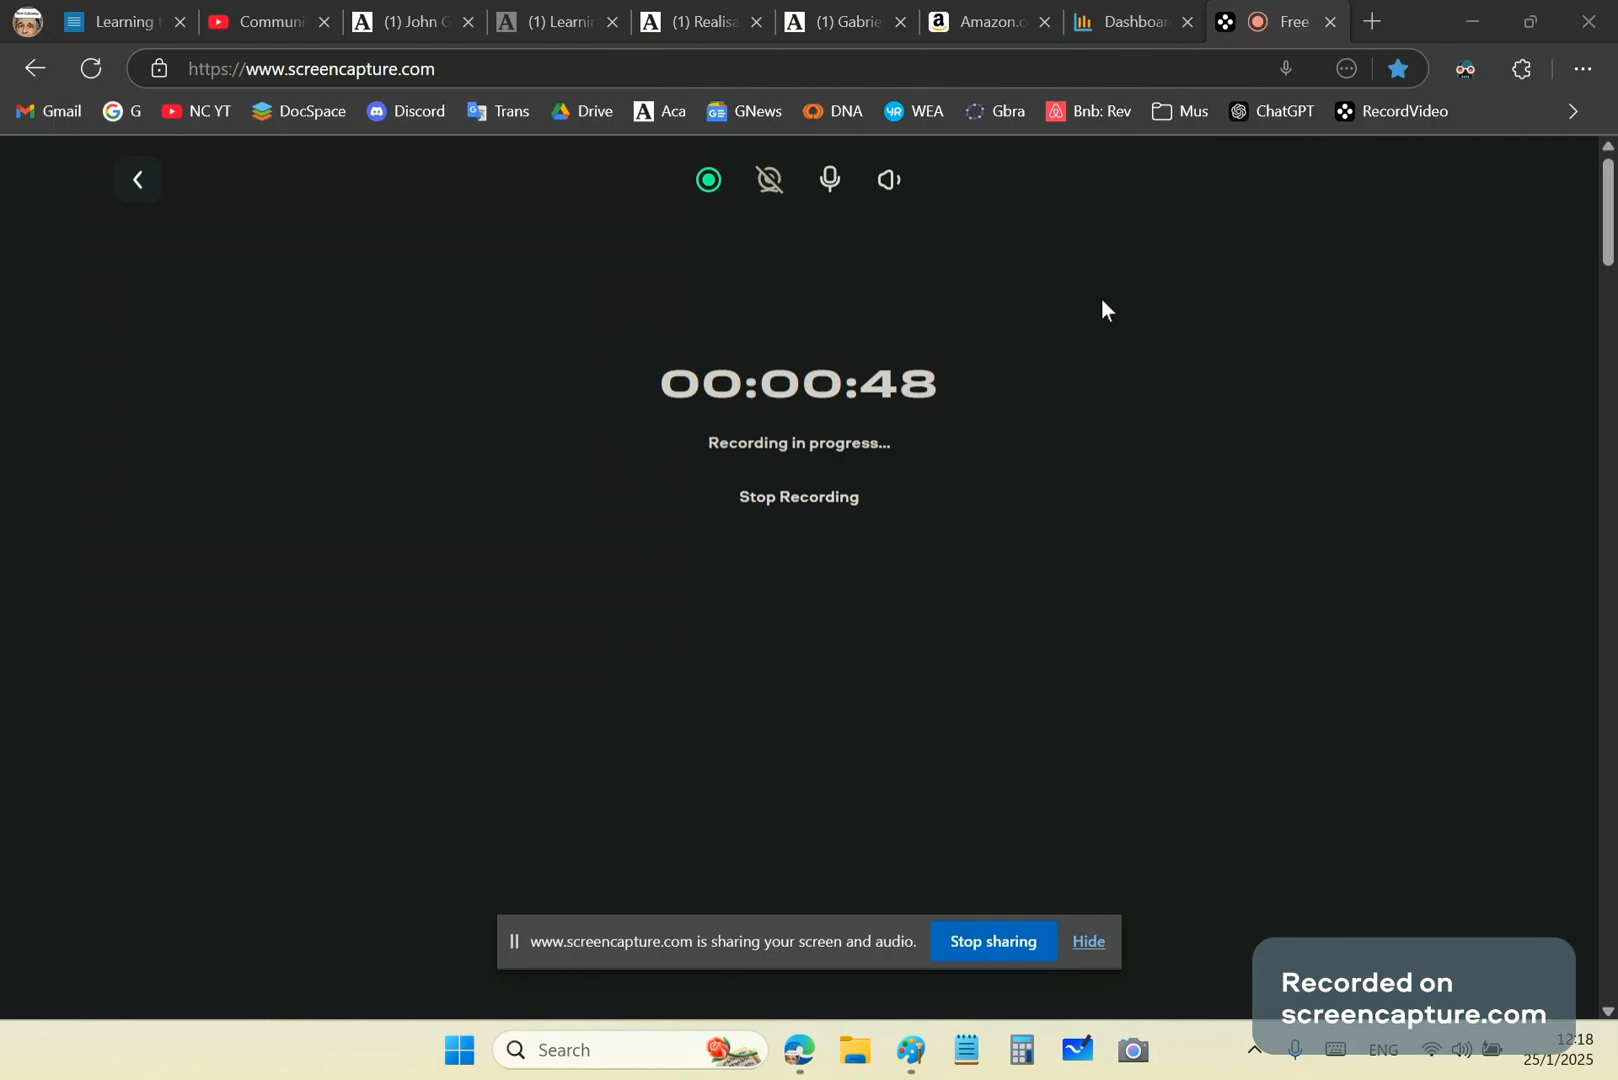 Learning t
Communi
(1) John G
(1) Learnin
(1) Realisa
(1) Gabrie
Amazon.c
Dashboar
Free
https://www.screencapture.com
Gmail
G
NC YT
DocSpace
Discord
Trans
Drive
Aca
GNews
DNA
WEA
Gbra
Bnb: Rev
Mus
ChatGPT
RecordVideo
00:00:48
Recording in progress...
Stop Recording
www.screencapture.com is sharing your screen and audio.
Stop sharing
Hide
Recorded on
screencapture.com
Search
ENG
12:18
25/1/2025